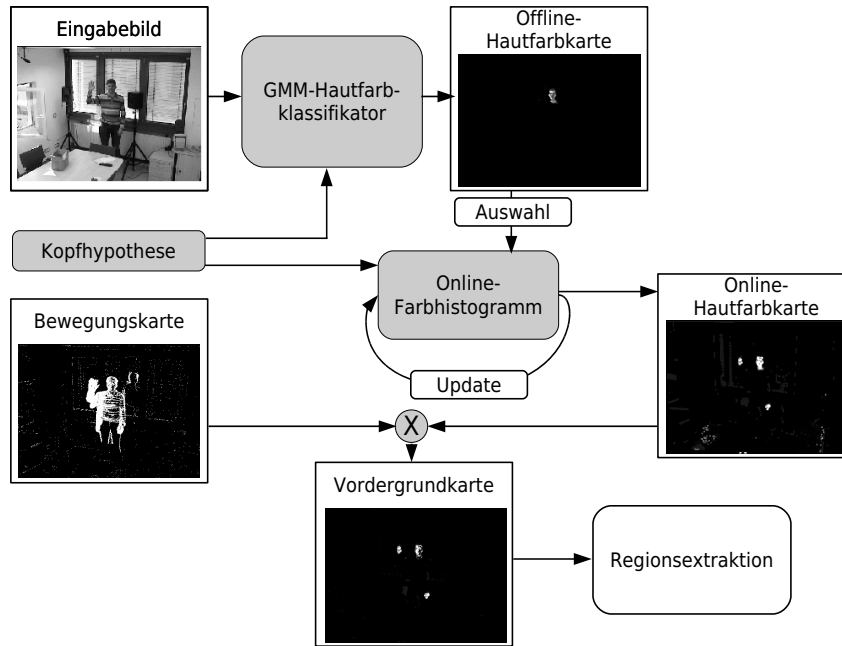 Eingabebild
GMM-Hautfarb-
klassifikator
Offline-
Hautfarbkarte
Auswahl
Kopfhypothese
Online-
Farbhistogramm
Online-
Hautfarbkarte
Bewegungskarte
Update
X
Vordergrundkarte
Regionsextraktion